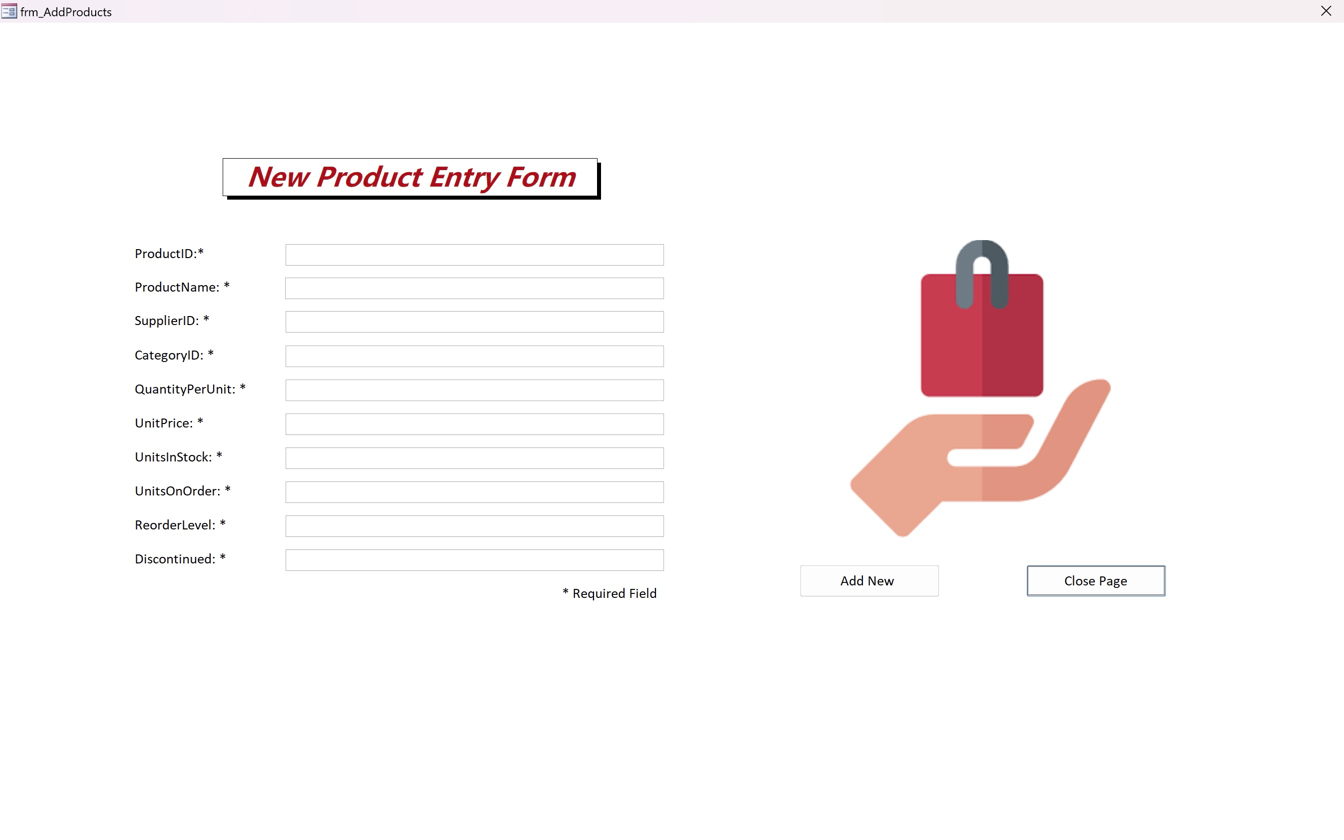 frm_AddProducts
New Product Entry Form
ProductID:*
ProductName: *
SupplierID: *
CategoryID: *
QuantityPerUnit: *
UnitPrice: *
UnitsInStock: *
UnitsOnOrder: *
ReorderLevel: *
Discontinued: *
* Required Field
Add New
Close Page